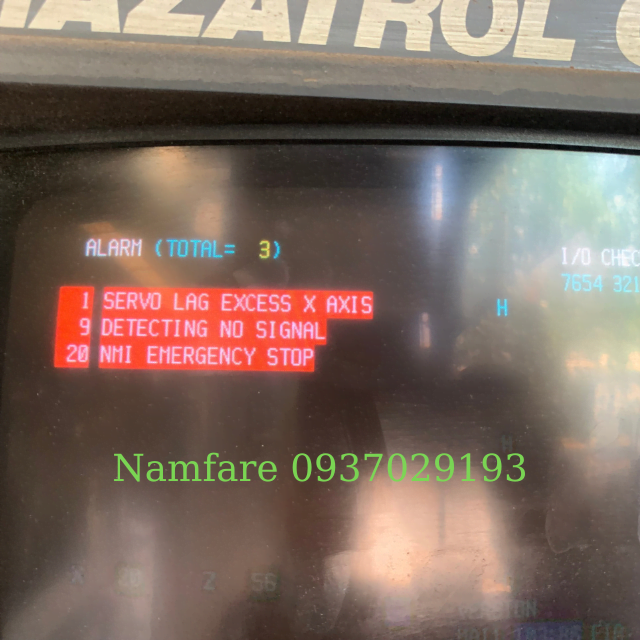 MAZATROL
ALARM (TOTAL= 3)
I/O CHEC
7654 321
1 SERVO LAG EXCESS X AXIS
H
9 DETECTING NO SIGNAL
20 NMI EMERGENCY STOP
Namfare 0937029193
Z 56